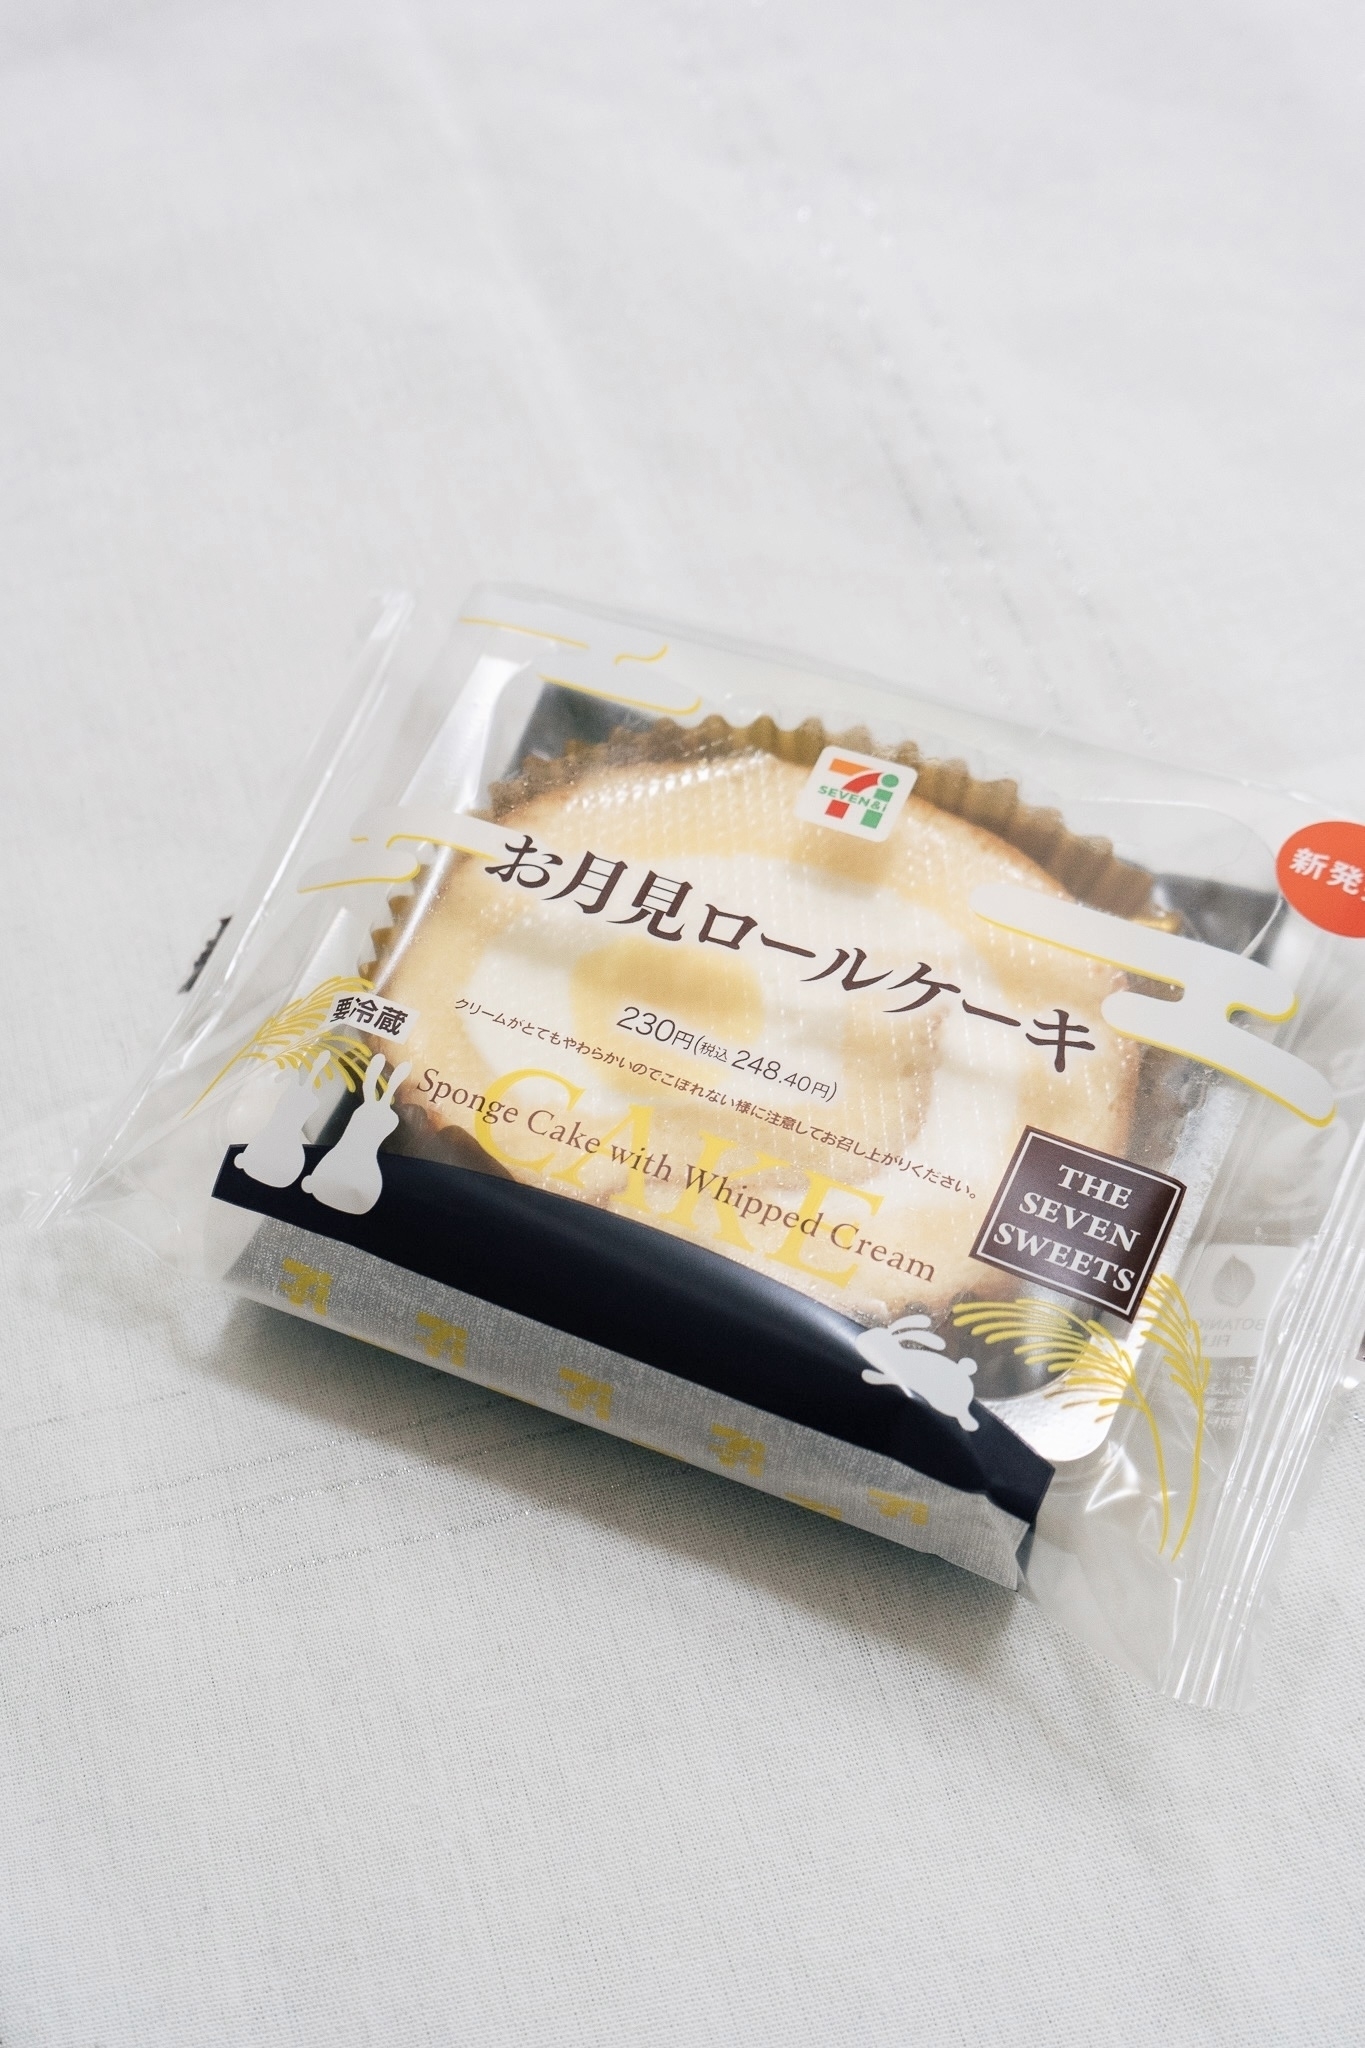 SEVEN&i
新発
お月見ロールケーキ
要冷蔵
230円(税込 248.40円)
クリームがとてもやわらかいのでこぼれない様に注意してお召し上がりください。
CAKE
Sponge Cake with Whipped Cream
THE
SEVEN
SWEETS